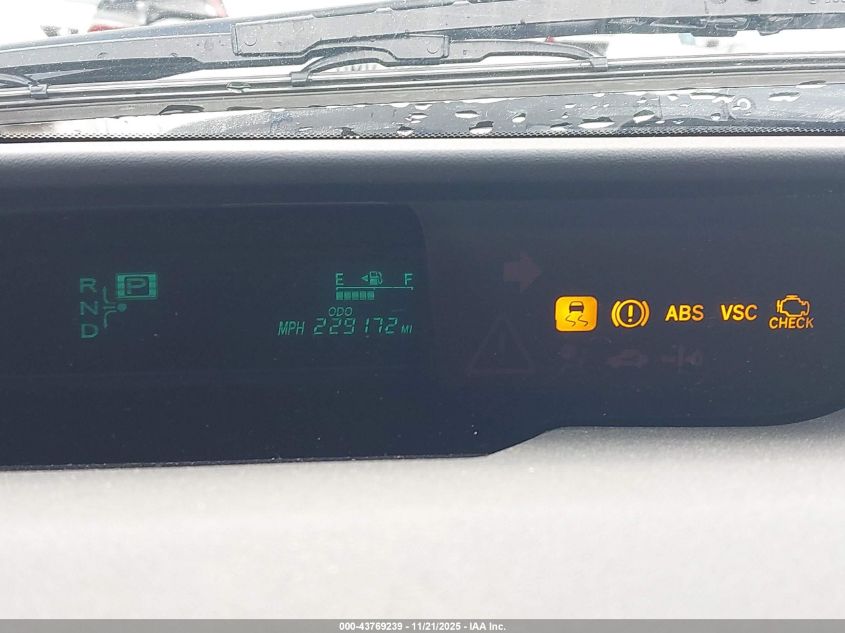 R P
N
D
E F
ODO
MPH 229172 MI
ABS VSC CHECK
000-43769239 - 11/21/2025 - IAA Inc.